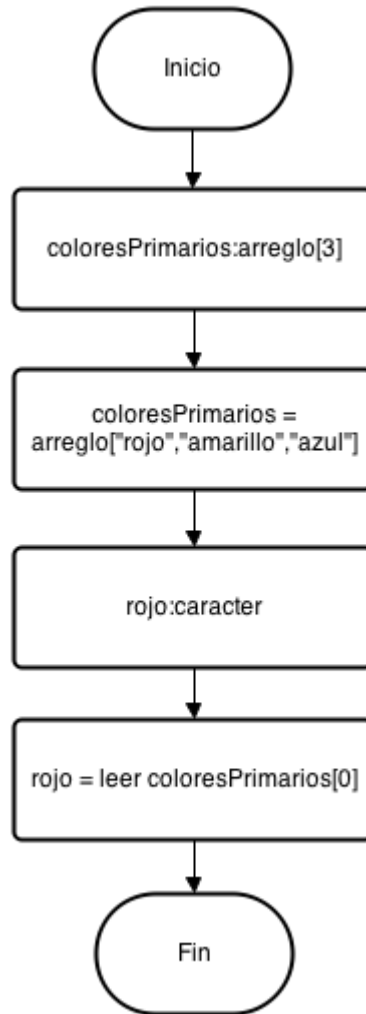 Inicio
coloresPrimarios:arreglo[3]
coloresPrimarios =
arreglo["rojo","amarillo","azul"]
rojo:caracter
rojo = leer coloresPrimarios[0]
Fin